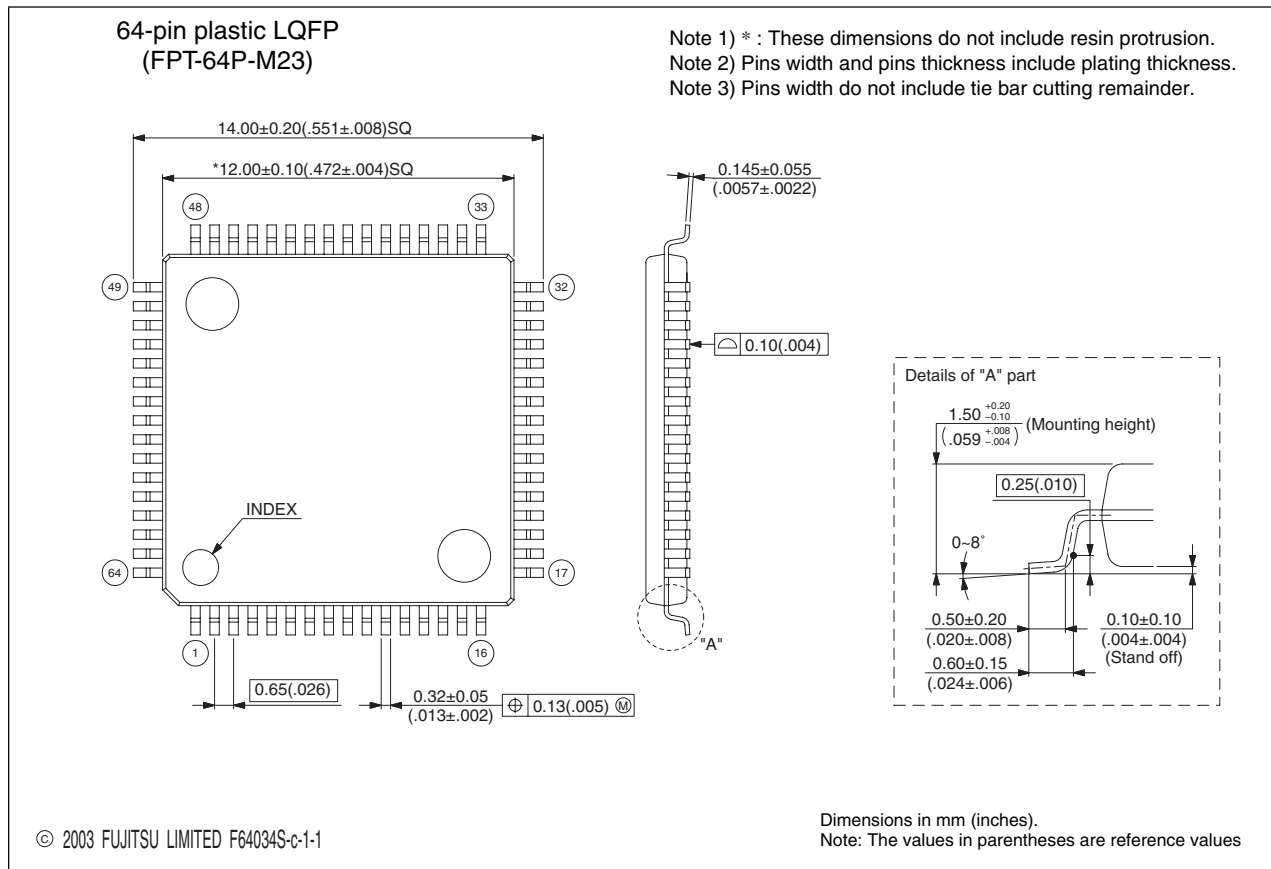 64-pin plastic LQFP
(FPT-64P-M23)
Note 1) * : These dimensions do not include resin protrusion.
Note 2) Pins width and pins thickness include plating thickness.
Note 3) Pins width do not include tie bar cutting remainder.
14.00±0.20(.551±.008)SQ
*12.00±0.10(.472±.004)SQ
48
33
49
32
INDEX
64
17
1
16
0.65(.026)
0.32±0.05
(.013±.002)
⌖ 0.13(.005) Ⓜ
0.145±0.055
(.0057±.0022)
⌓ 0.10(.004)
"A"
Details of "A" part
1.50 +0.20 −0.10 (Mounting height)
(.059 +.008 −.004)
0.25(.010)
0~8°
0.50±0.20
(.020±.008)
0.60±0.15
(.024±.006)
0.10±0.10
(.004±.004)
(Stand off)
© 2003 FUJITSU LIMITED F64034S-c-1-1
Dimensions in mm (inches).
Note: The values in parentheses are reference values